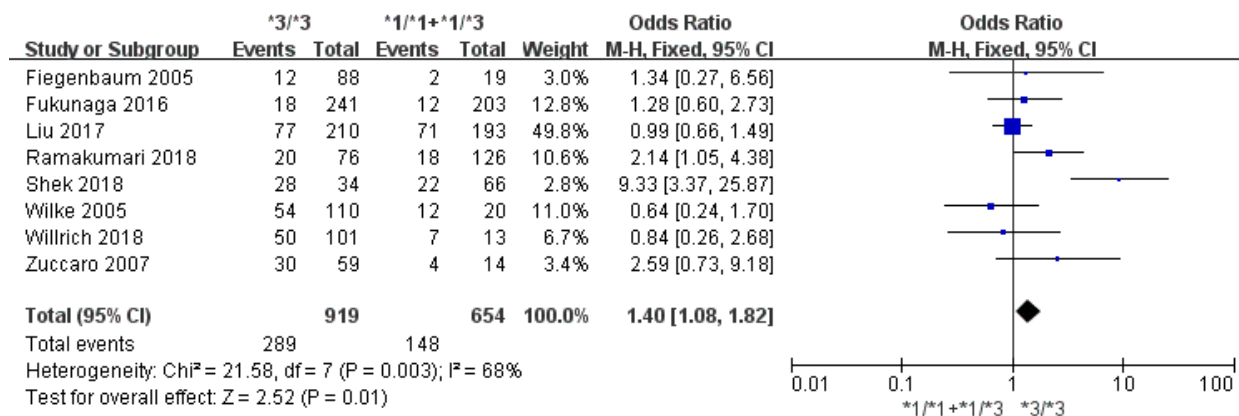 *3/*3 *1/*1+*1/*3 Odds Ratio Odds Ratio
Study or Subgroup Events Total Events Total Weight M-H, Fixed, 95% CI M-H, Fixed, 95% CI
Fiegenbaum 2005 12 88 2 19 3.0% 1.34 [0.27, 6.56]
Fukunaga 2016 18 241 12 203 12.8% 1.28 [0.60, 2.73]
Liu 2017 77 210 71 193 49.8% 0.99 [0.66, 1.49]
Ramakumari 2018 20 76 18 126 10.6% 2.14 [1.05, 4.38]
Shek 2018 28 34 22 66 2.8% 9.33 [3.37, 25.87]
Wilke 2005 54 110 12 20 11.0% 0.64 [0.24, 1.70]
Willrich 2018 50 101 7 13 6.7% 0.84 [0.26, 2.68]
Zuccaro 2007 30 59 4 14 3.4% 2.59 [0.73, 9.18]
Total (95% CI) 919 654 100.0% 1.40 [1.08, 1.82]
Total events 289 148
Heterogeneity: Chi² = 21.58, df = 7 (P = 0.003); I² = 68%
Test for overall effect: Z = 2.52 (P = 0.01)
0.01 0.1 1 10 100
*1/*1+*1/*3 *3/*3